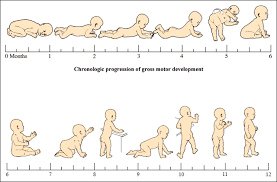 0 Months 1 2 3 4 5 6
Chronologic progression of gross motor development
6 7 8 9 10 11 12